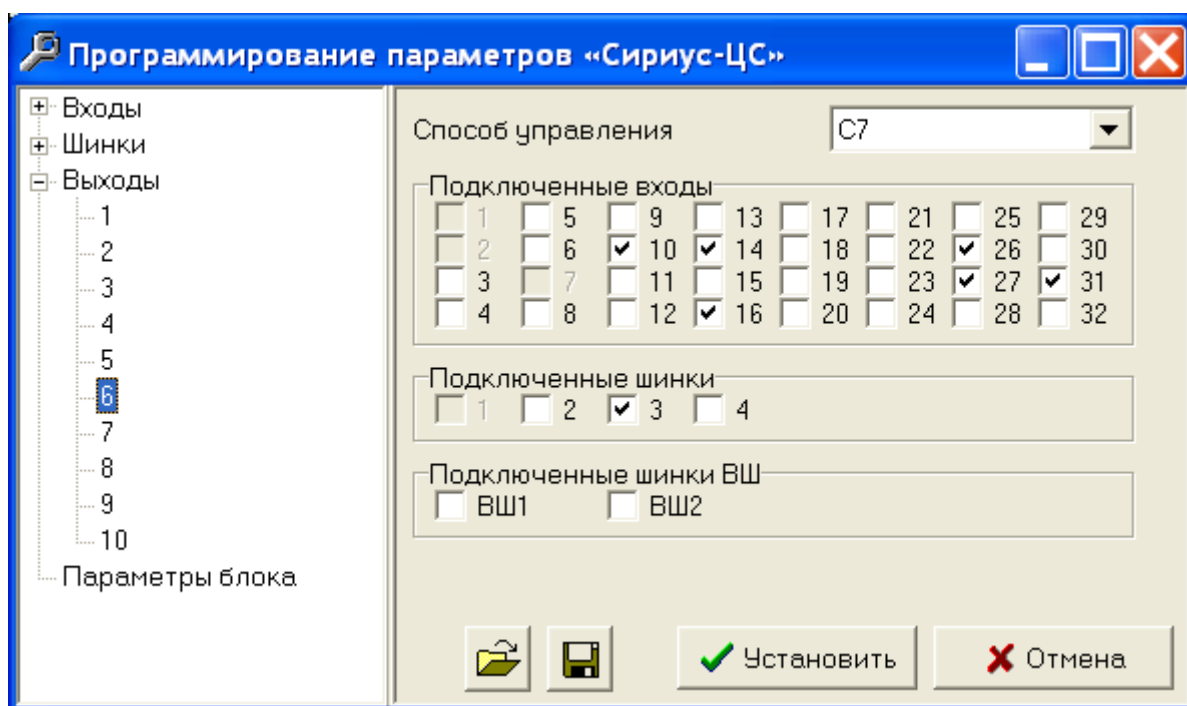 Программирование параметров «Сириус-ЦС»
Входы
Шинки
Выходы
1
2
3
4
5
6
7
8
9
10
Параметры блока
Способ управления C7
Подключенные входы
1 5 9 13 17 21 25 29
2 6 10 14 18 22 26 30
3 7 11 15 19 23 27 31
4 8 12 16 20 24 28 32
Подключенные шинки
1 2 3 4
Подключенные шинки ВШ
ВШ1 ВШ2
Установить Отмена